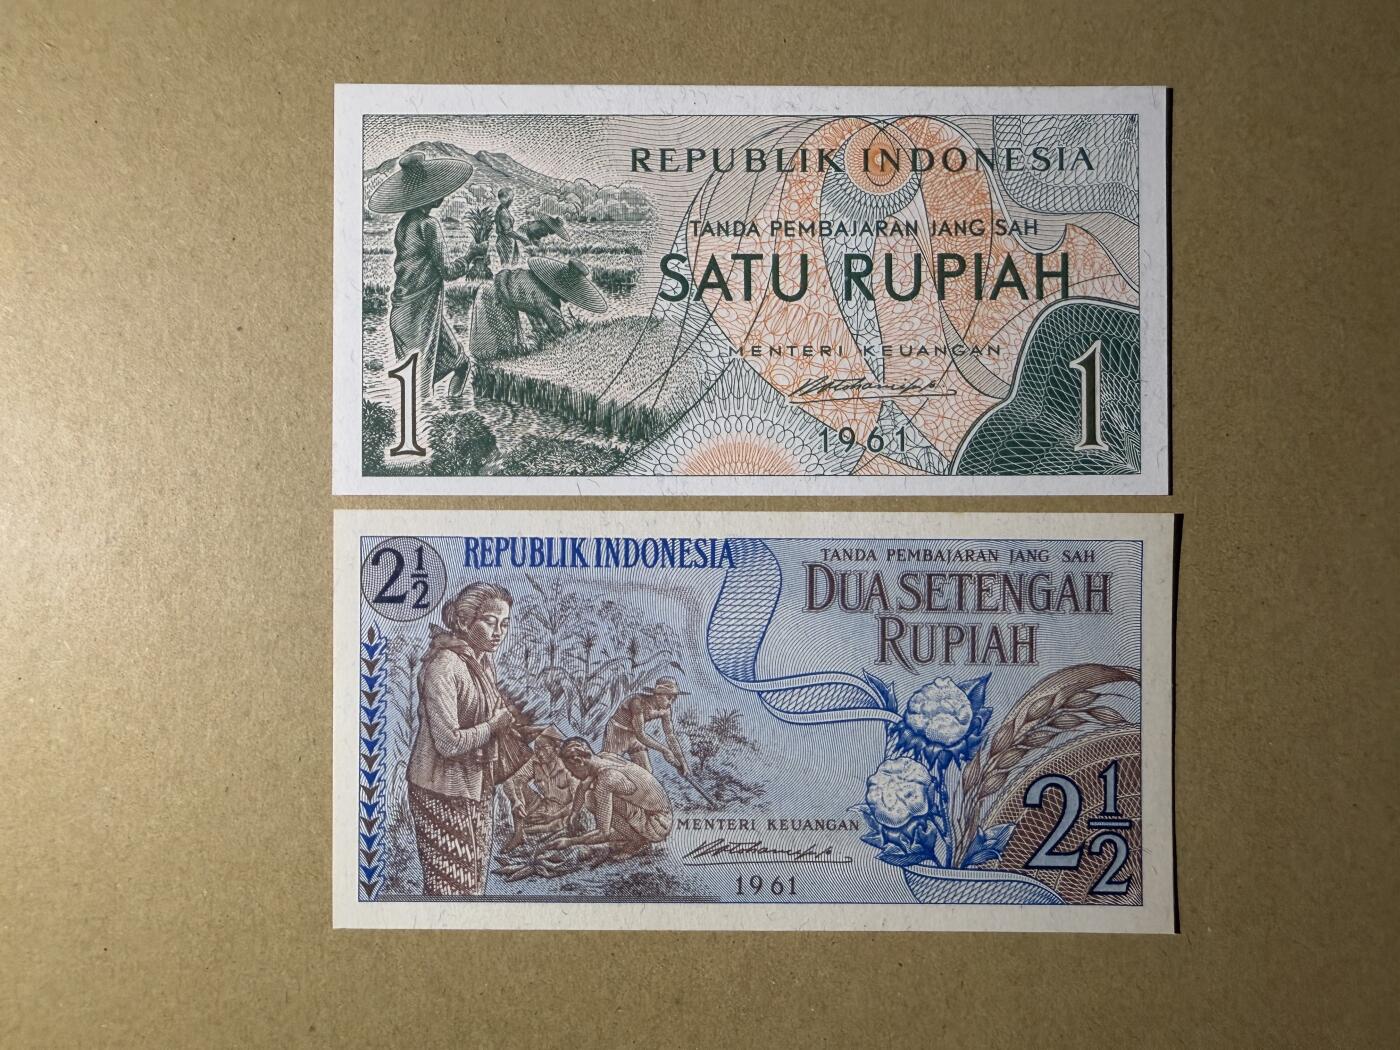 REPUBLIK INDONESIA
TANDA PEMBAJARAN JANG SAH
SATU RUPIAH
MENTERI KEUANGAN
1961
1
1
2½
REPUBLIK INDONESIA
TANDA PEMBAJARAN JANG SAH
DUA SETENGAH
RUPIAH
MENTERI KEUANGAN
1961
2½